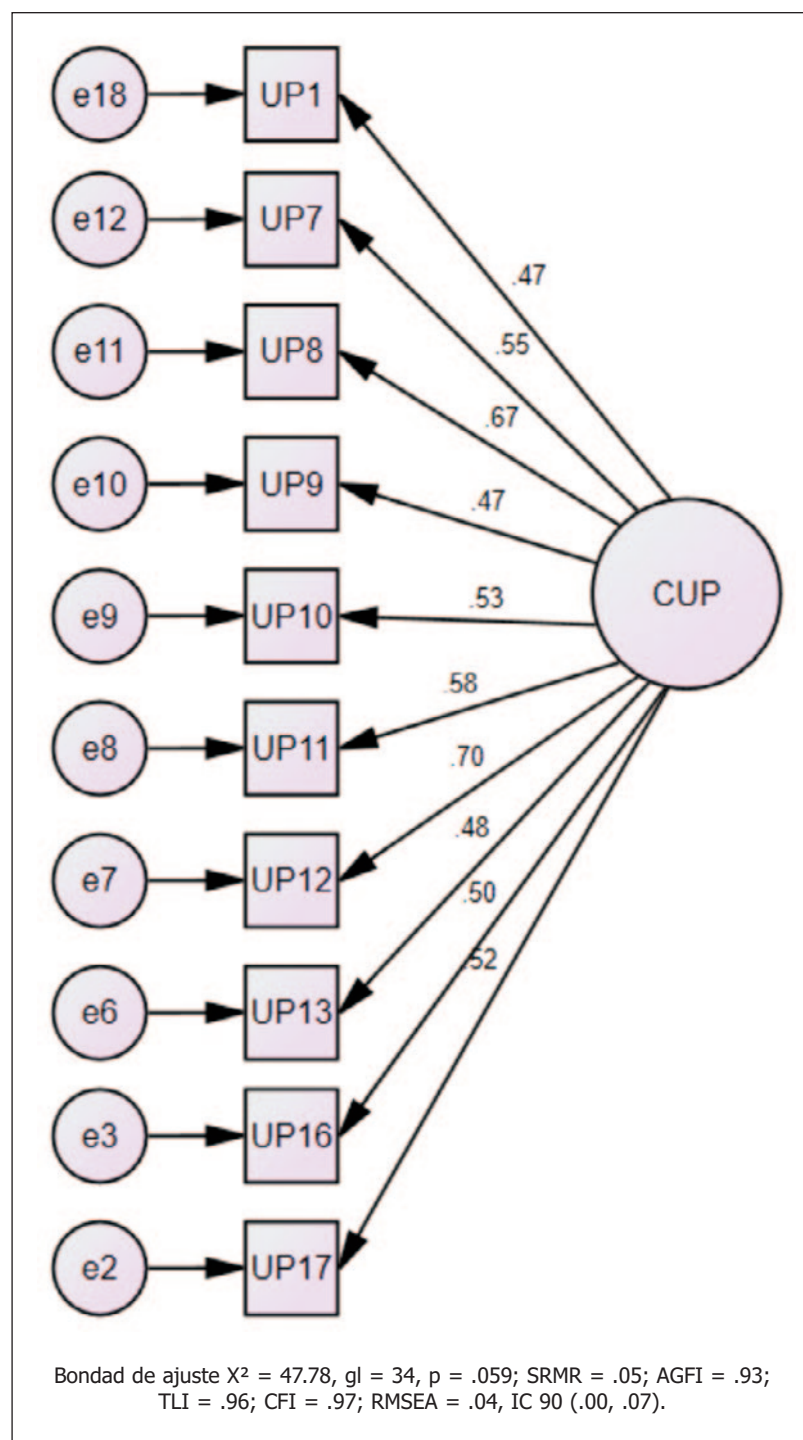 e18 UP1
.47
e12 UP7
.55
e11 UP8
.67
e10 UP9
.47
CUP
e9 UP10
.53
e8 UP11
.58
.70
e7 UP12
.48
.50
e6 UP13
.52
e3 UP16
e2 UP17
Bondad de ajuste X² = 47.78, gl = 34, p = .059; SRMR = .05; AGFI = .93;
TLI = .96; CFI = .97; RMSEA = .04, IC 90 (.00, .07).